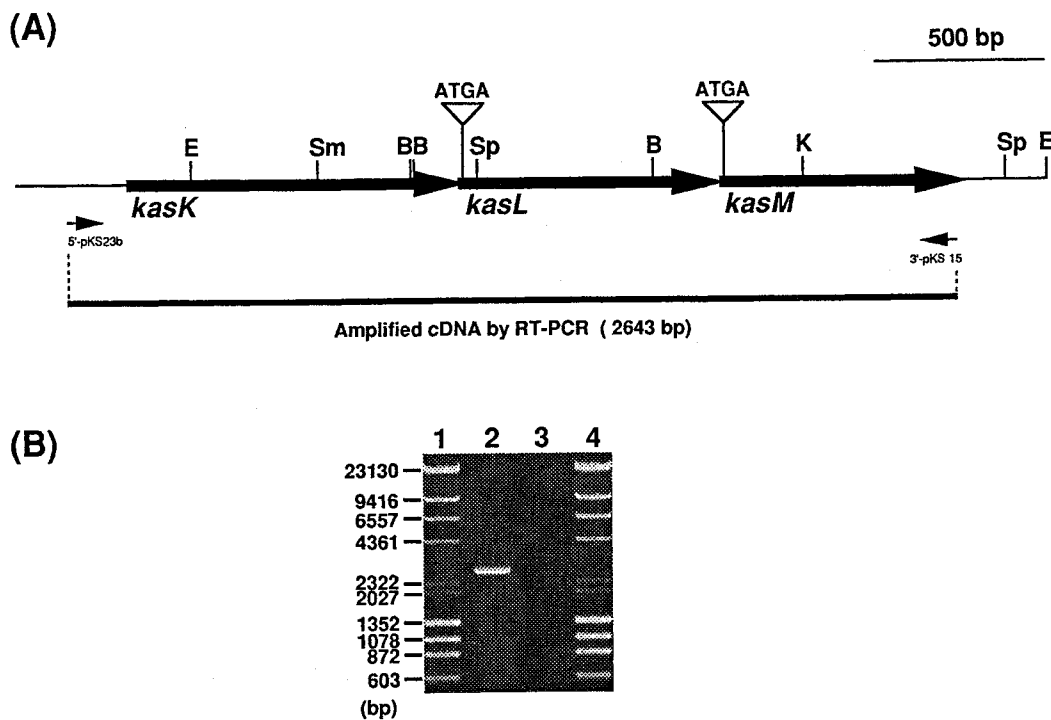 (A)
500 bp
ATGA ATGA
E Sm BB Sp B K Sp E
kasK kasL kasM
5'-pKS23b 3'-pKS 15
Amplified cDNA by RT-PCR ( 2643 bp)
(B)
1 2 3 4
23130
9416
6557
4361
2322
2027
1352
1078
872
603
(bp)